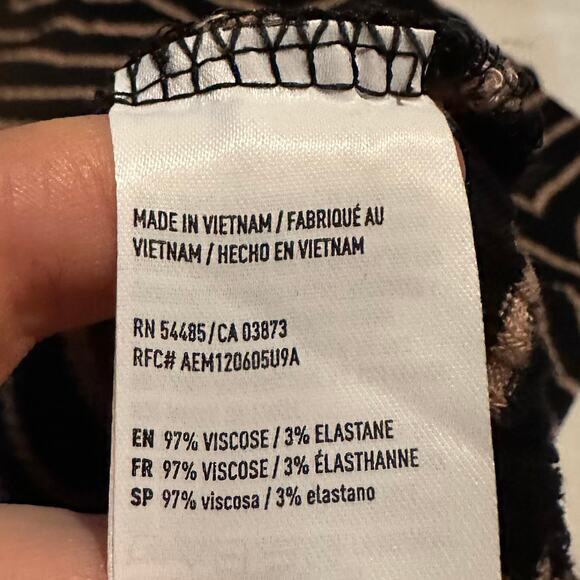 MADE IN VIETNAM / FABRIQUÉ AU
VIETNAM / HECHO EN VIETNAM
RN 54485/CA 03873
RFC# AEM120605U9A
EN 97% VISCOSE / 3% ELASTANE
FR 97% VISCOSE / 3% ÉLASTHANNE
SP 97% viscosa / 3% elastano